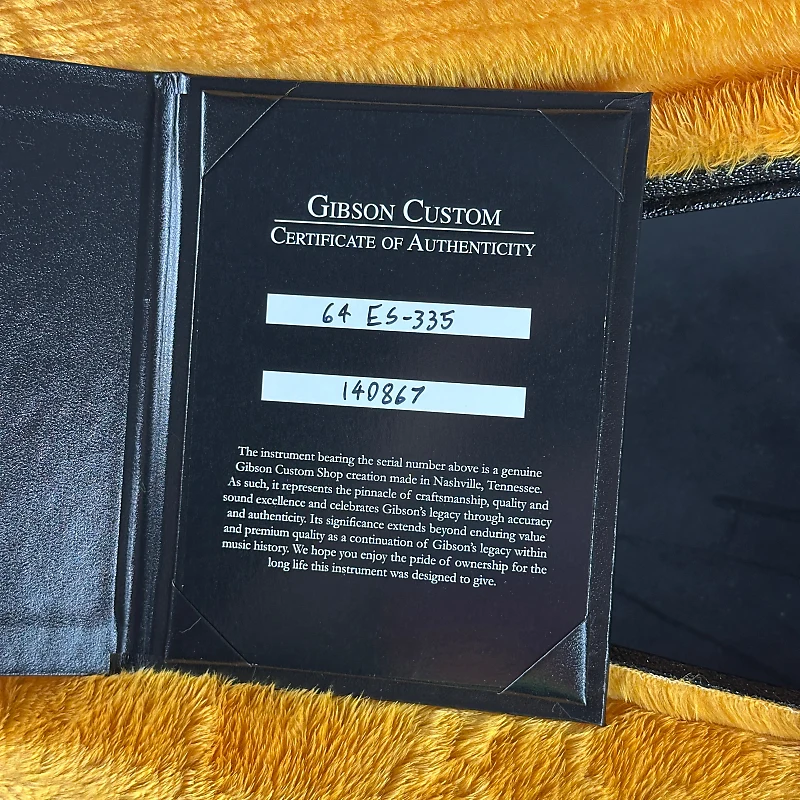 GIBSON CUSTOM
CERTIFICATE OF AUTHENTICITY
64 ES-335
140867
The instrument bearing the serial number above is a genuine
Gibson Custom Shop creation made in Nashville, Tennessee.
As such, it represents the pinnacle of craftsmanship, quality and
sound excellence and celebrates Gibson's legacy through accuracy
and authenticity. Its significance extends beyond enduring value
and premium quality as a continuation of Gibson's legacy within
music history. We hope you enjoy the pride of ownership for the
long life this instrument was designed to give.